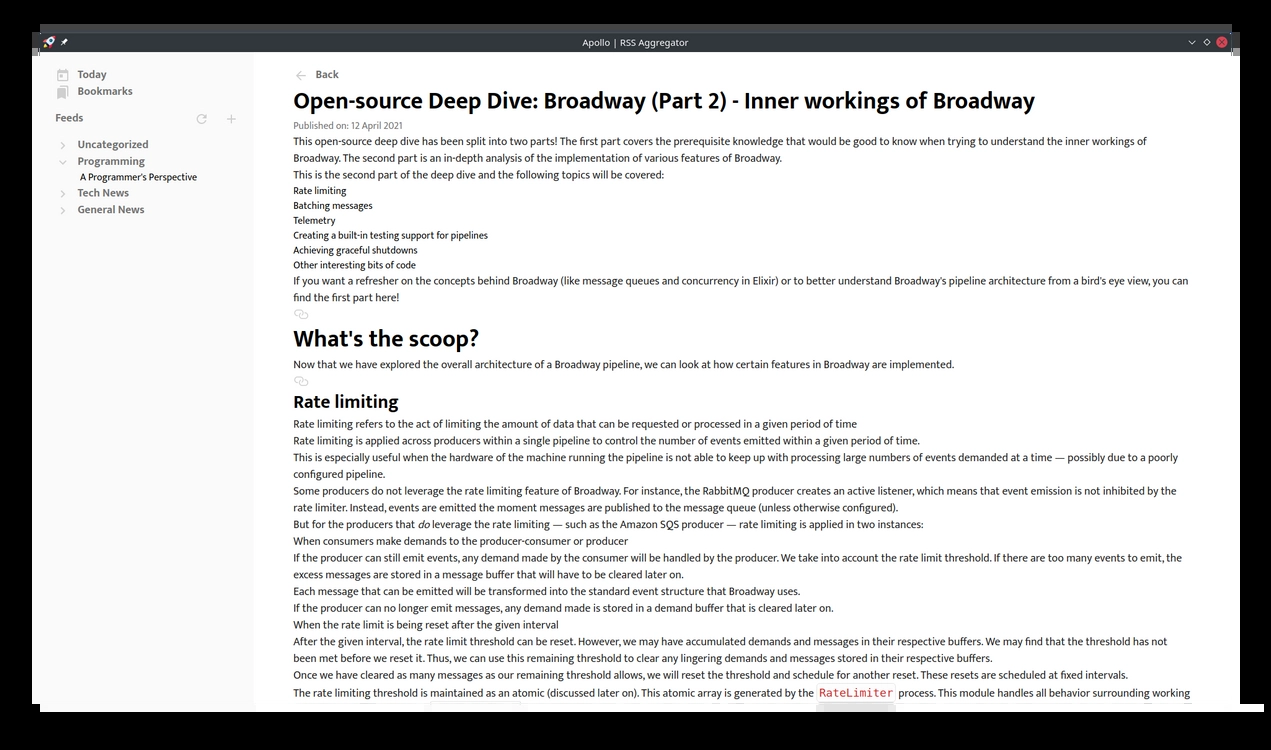 Apollo | RSS Aggregator
Today
Bookmarks
Feeds
Uncategorized
Programming
A Programmer's Perspective
Tech News
General News
Back
Open-source Deep Dive: Broadway (Part 2) - Inner workings of Broadway
Published on: 12 April 2021
This open-source deep dive has been split into two parts! The first part covers the prerequisite knowledge that would be good to know when trying to understand the inner workings of
Broadway. The second part is an in-depth analysis of the implementation of various features of Broadway.
This is the second part of the deep dive and the following topics will be covered:
Rate limiting
Batching messages
Telemetry
Creating a built-in testing support for pipelines
Achieving graceful shutdowns
Other interesting bits of code
If you want a refresher on the concepts behind Broadway (like message queues and concurrency in Elixir) or to better understand Broadway's pipeline architecture from a bird's eye view, you can
find the first part here!
What's the scoop?
Now that we have explored the overall architecture of a Broadway pipeline, we can look at how certain features in Broadway are implemented.
Rate limiting
Rate limiting refers to the act of limiting the amount of data that can be requested or processed in a given period of time
Rate limiting is applied across producers within a single pipeline to control the number of events emitted within a given period of time.
This is especially useful when the hardware of the machine running the pipeline is not able to keep up with processing large numbers of events demanded at a time — possibly due to a poorly
configured pipeline.
Some producers do not leverage the rate limiting feature of Broadway. For instance, the RabbitMQ producer creates an active listener, which means that event emission is not inhibited by the
rate limiter. Instead, events are emitted the moment messages are published to the message queue (unless otherwise configured).
But for the producers that do leverage the rate limiting — such as the Amazon SQS producer — rate limiting is applied in two instances:
When consumers make demands to the producer-consumer or producer
If the producer can still emit events, any demand made by the consumer will be handled by the producer. We take into account the rate limit threshold. If there are too many events to emit, the
excess messages are stored in a message buffer that will have to be cleared later on.
Each message that can be emitted will be transformed into the standard event structure that Broadway uses.
If the producer can no longer emit messages, any demand made is stored in a demand buffer that is cleared later on.
When the rate limit is being reset after the given interval
After the given interval, the rate limit threshold can be reset. However, we may have accumulated demands and messages in their respective buffers. We may find that the threshold has not
been met before we reset it. Thus, we can use this remaining threshold to clear any lingering demands and messages stored in their respective buffers.
Once we have cleared as many messages as our remaining threshold allows, we will reset the threshold and schedule for another reset. These resets are scheduled at fixed intervals.
The rate limiting threshold is maintained as an atomic (discussed later on). This atomic array is generated by the RateLimiter process. This module handles all behavior surrounding working